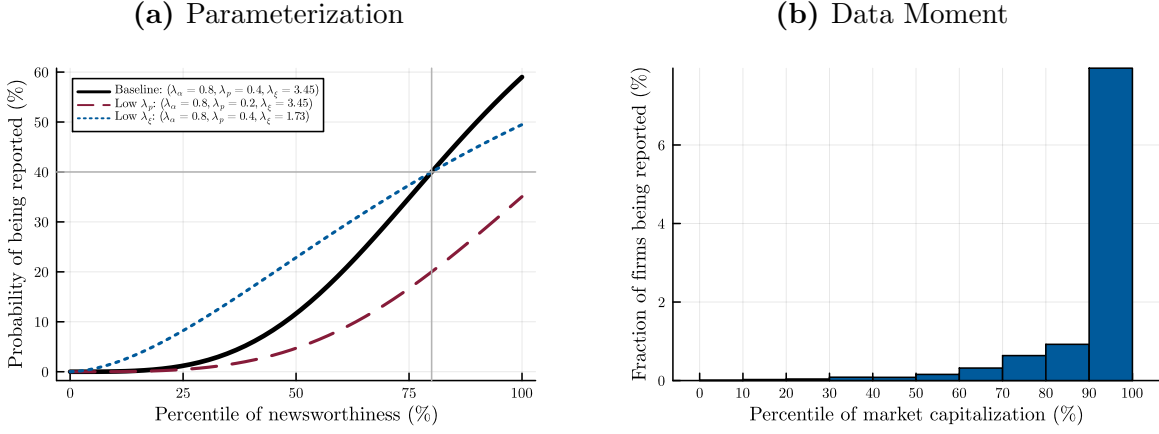 (a) Parameterization
Probability of being reported (%)
60
50
40
30
20
10
0
Baseline: (λα = 0.8, λp = 0.4, λξ = 3.45)
Low λp: (λα = 0.8, λp = 0.2, λξ = 3.45)
Low λξ: (λα = 0.8, λp = 0.4, λξ = 1.73)
0 25 50 75 100
Percentile of newsworthiness (%)
(b) Data Moment
Fraction of firms being reported (%)
6
4
2
0
0 10 20 30 40 50 60 70 80 90 100
Percentile of market capitalization (%)